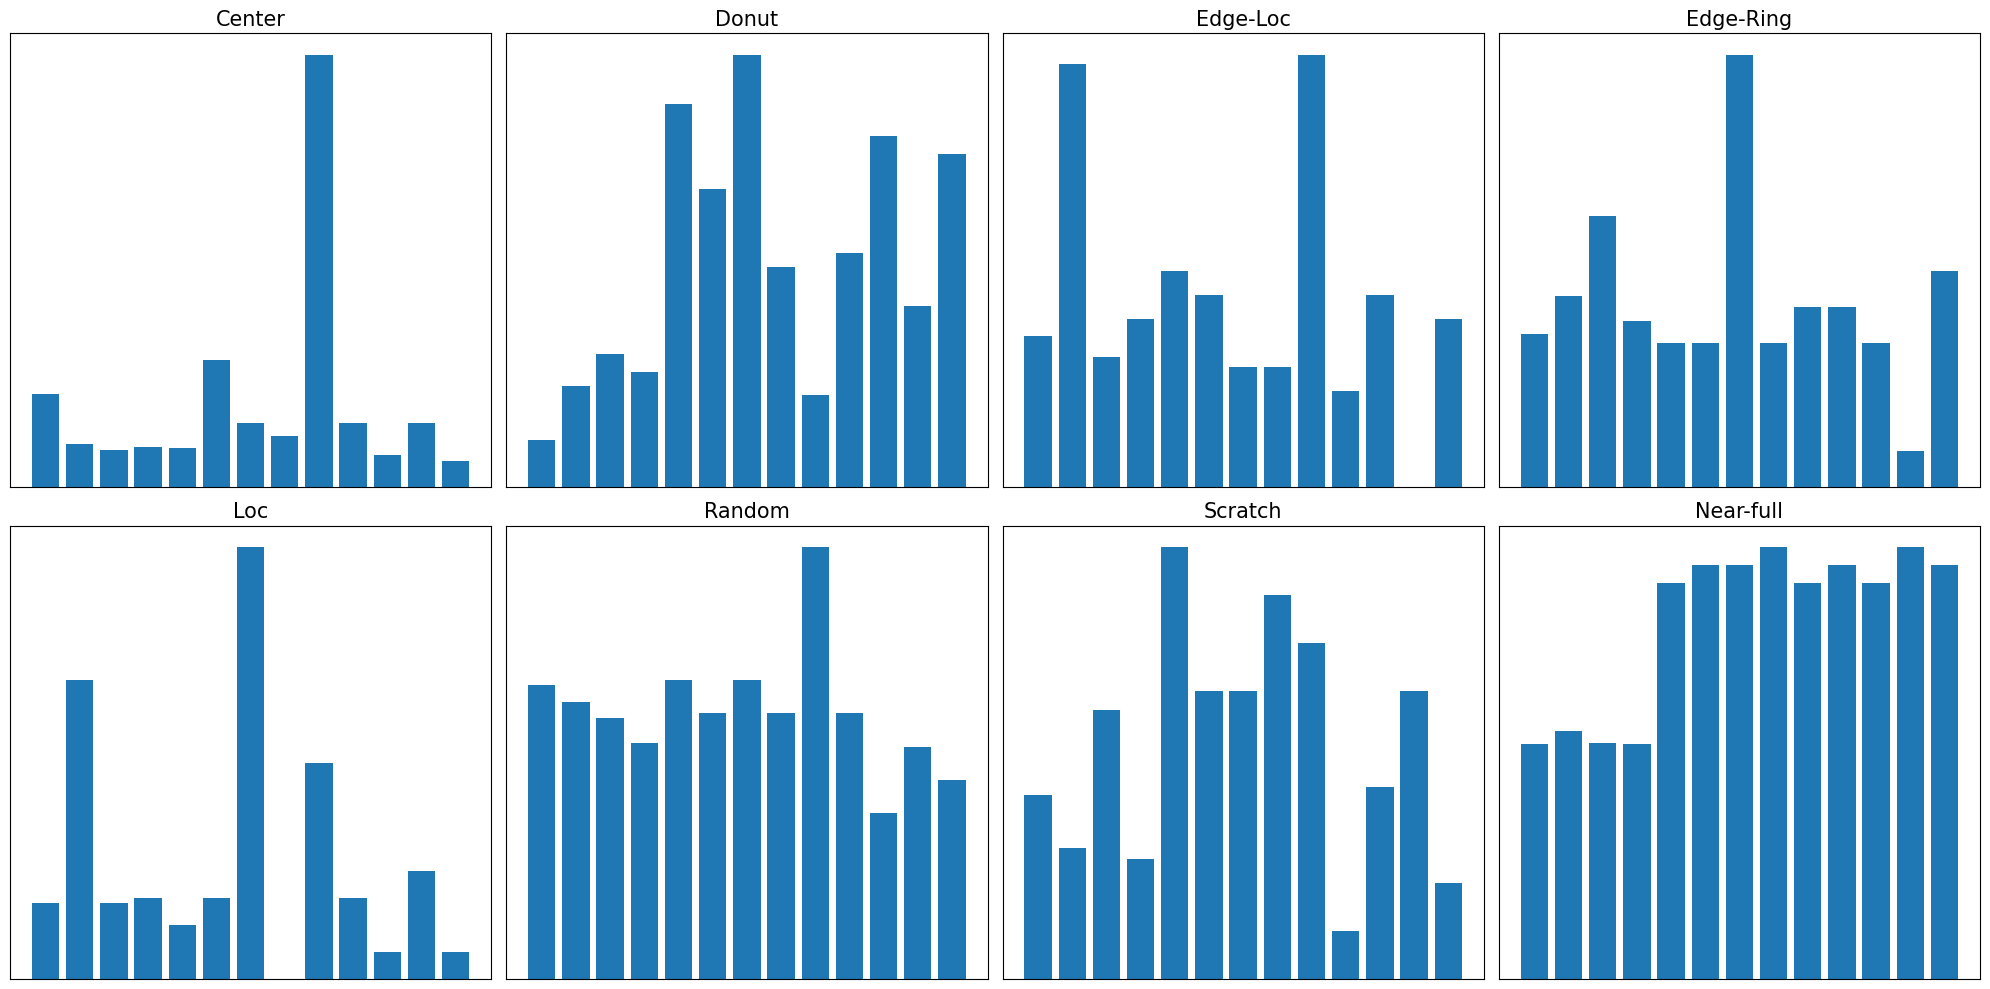 Center
Donut
Edge-Loc
Edge-Ring
Loc
Random
Scratch
Near-full